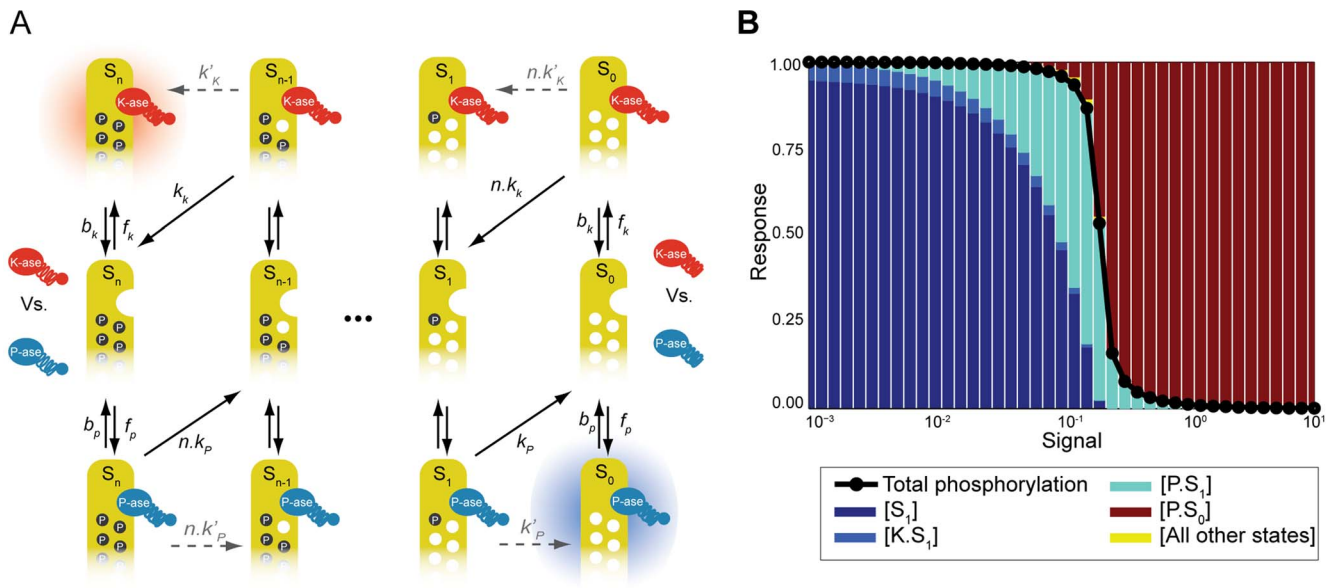 A
S_n
k'_K
S_n-1
S_1
n.k'_K
S_0
K-ase
K-ase
K-ase
K-ase
P P P P P
P P P P
P
k_k
n.k_k
b_k f_k
b_k f_k
K-ase
Vs.
P-ase
S_n
S_n-1
S_1
S_0
K-ase
Vs.
P-ase
P P P P P
P P P P
P
...
b_p f_p
n.k_P
k_P
b_p f_p
S_n
S_n-1
S_1
S_0
P-ase
P-ase
P-ase
P-ase
P P P P P
P P P P
P
n.k'_P
k'_P
B
Response
1.00
0.75
0.50
0.25
0.00
10^-3 10^-2 10^-1 10^0 10^1
Signal
Total phosphorylation
[S_1]
[K.S_1]
[P.S_1]
[P.S_0]
[All other states]